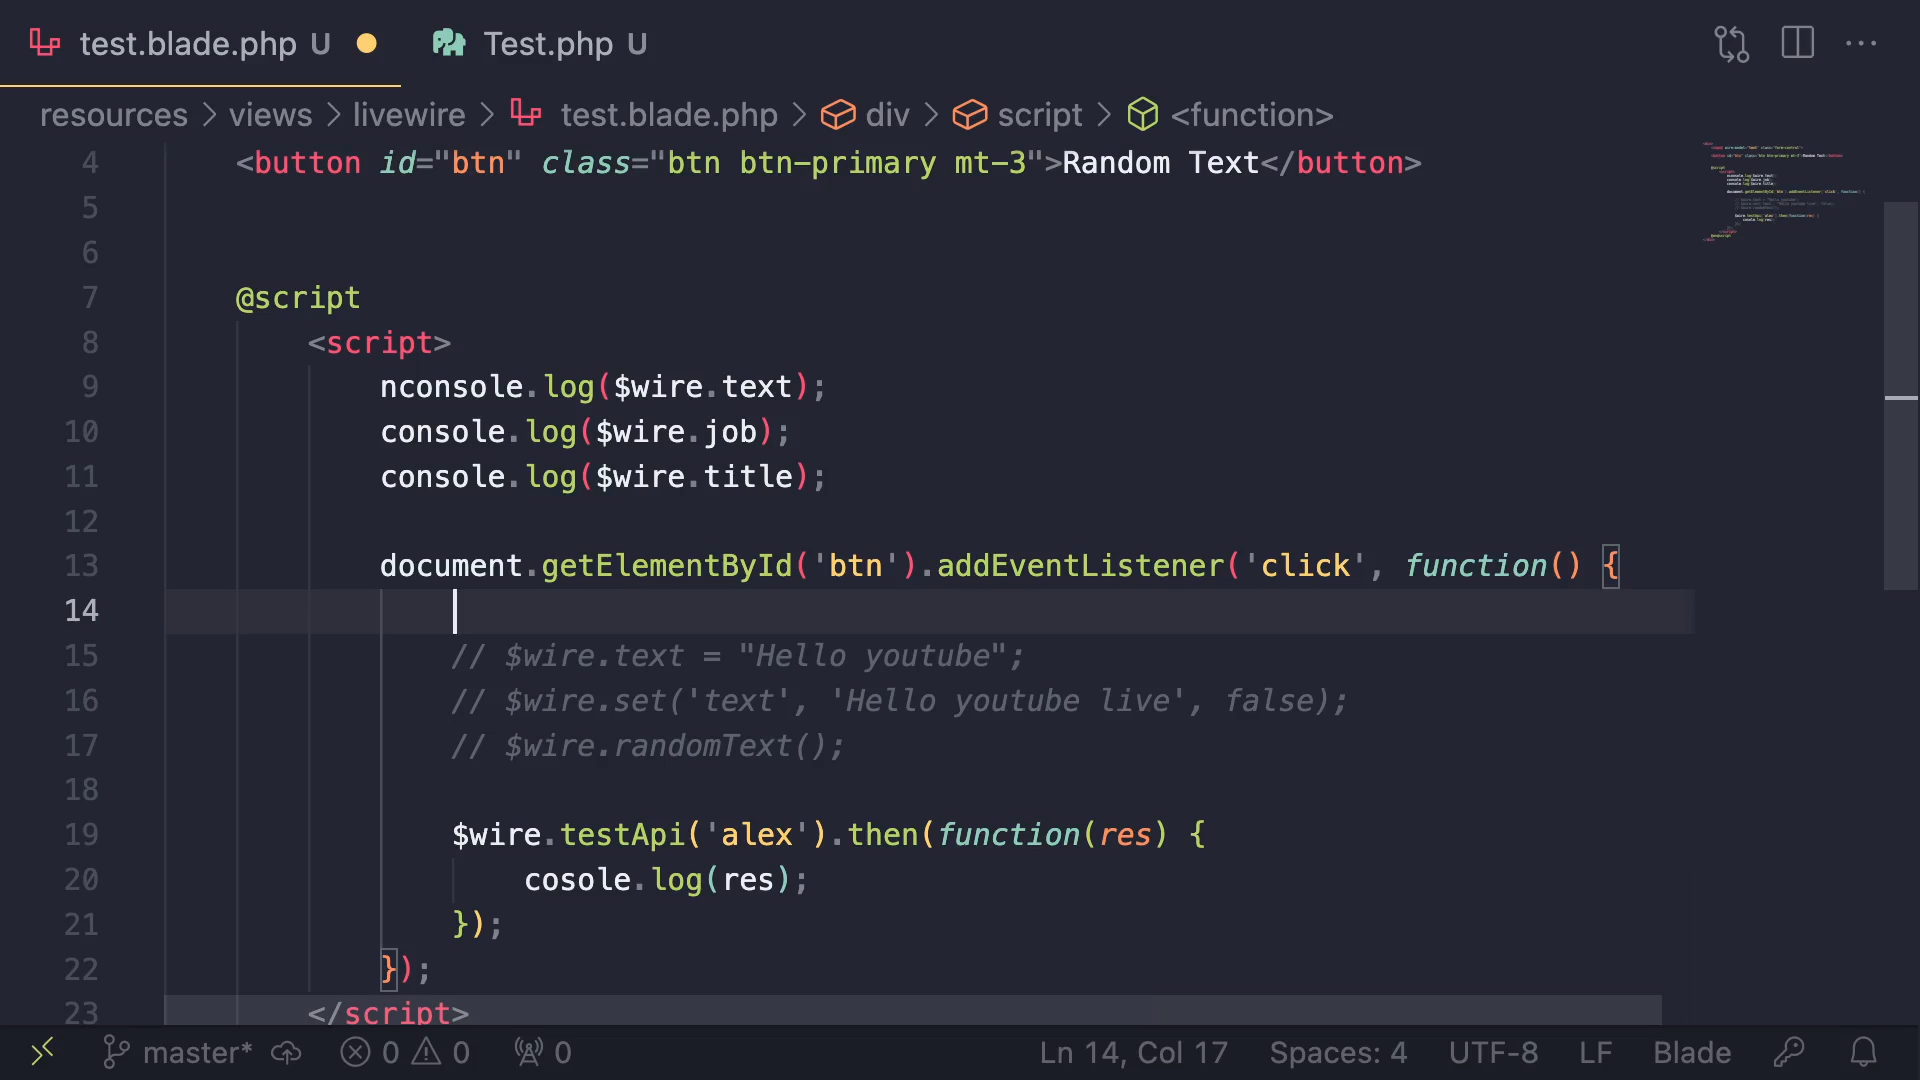 test.blade.php U
Test.php U
resources > views > livewire > test.blade.php > div > script > <function>
4 <button id="btn" class="btn btn-primary mt-3">Random Text</button>
5
6
7 @script
8 <script>
9 nconsole.log($wire.text);
10 console.log($wire.job);
11 console.log($wire.title);
12
13 document.getElementById('btn').addEventListener('click', function() {
14
15 // $wire.text = "Hello youtube";
16 // $wire.set('text', 'Hello youtube live', false);
17 // $wire.randomText();
18
19 $wire.testApi('alex').then(function(res) {
20 cosole.log(res);
21 });
22 });
23 </script>
master* 0 0 0 Ln 14, Col 17 Spaces: 4 UTF-8 LF Blade